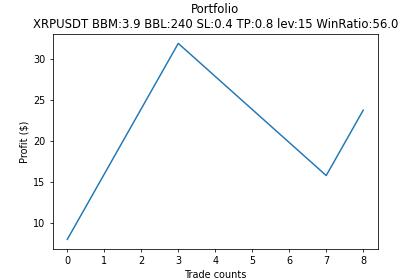 Portfolio
XRPUSDT BBM:3.9 BBL:240 SL:0.4 TP:0.8 lev:15 WinRatio:56.0
30
25
20
15
10
Profit ($)
0 1 2 3 4 5 6 7 8
Trade counts